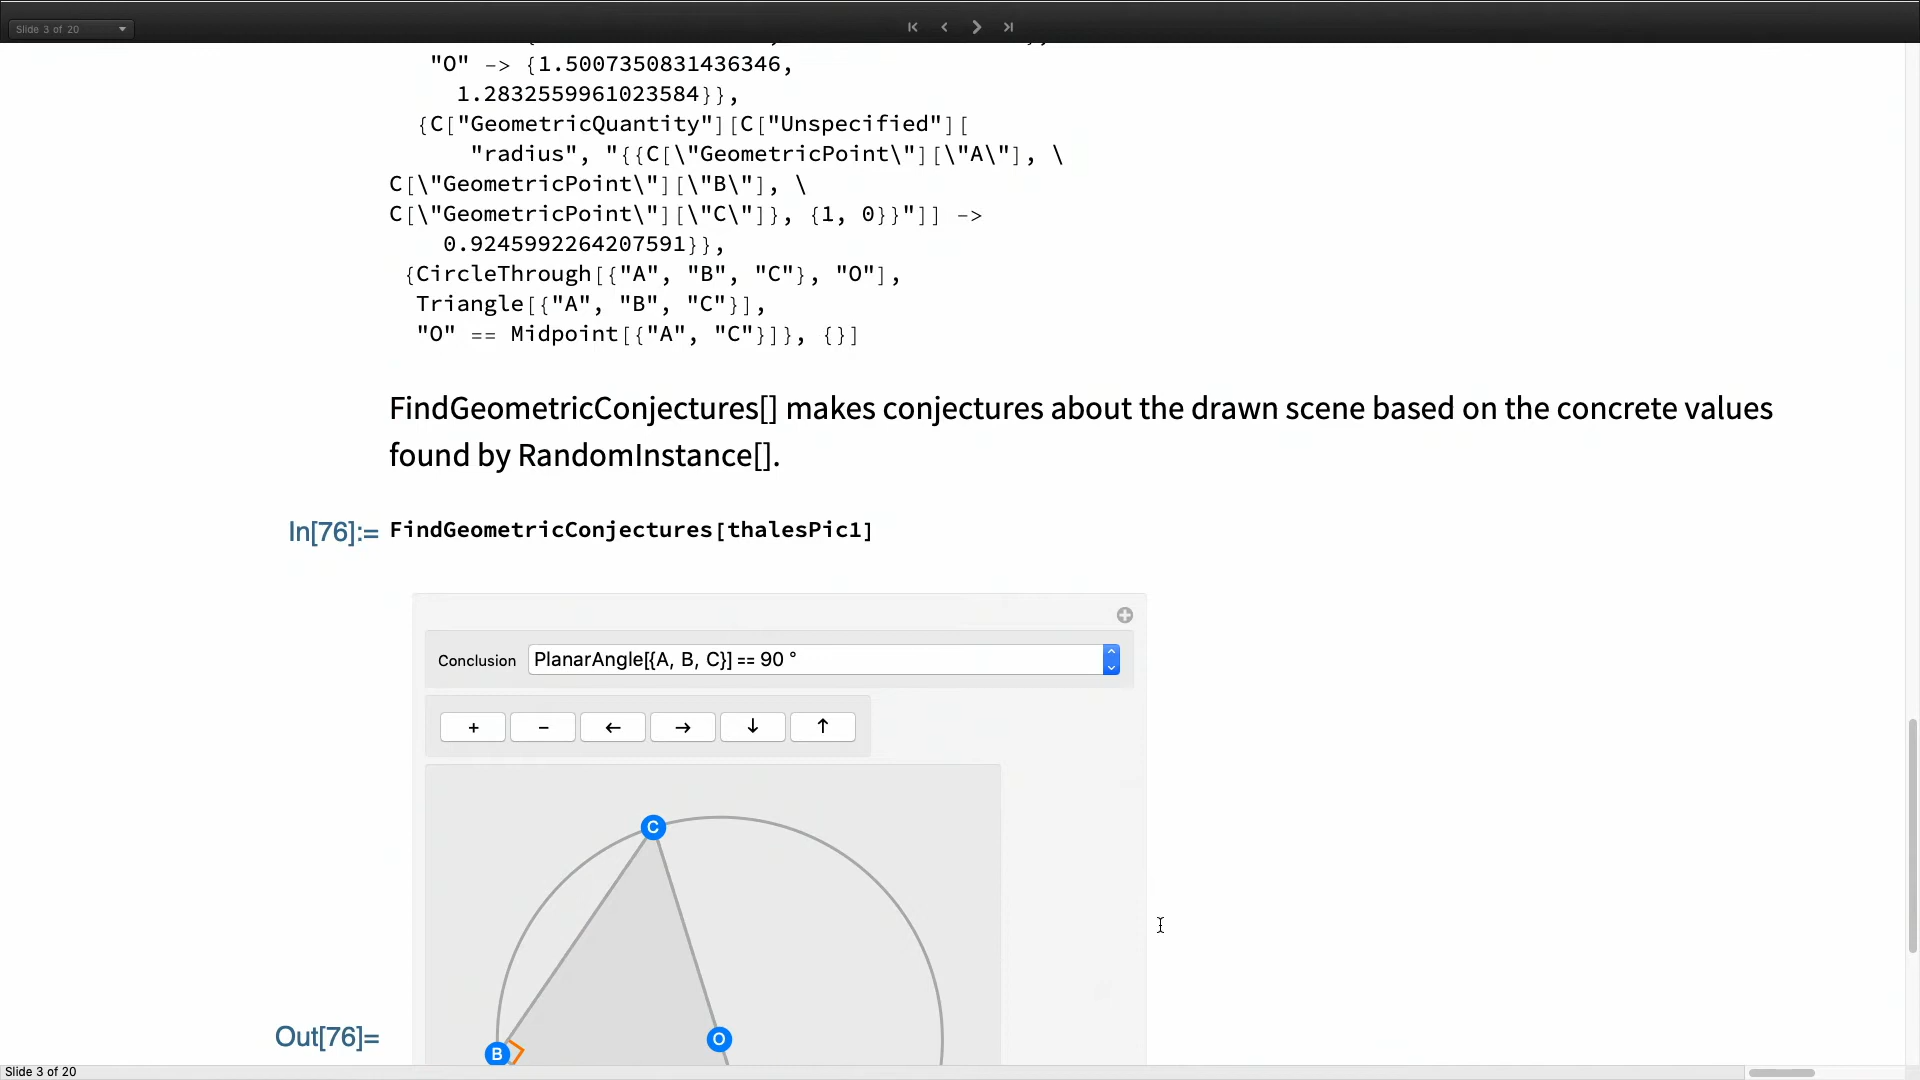 Slide 3 of 20
"O" -> {1.5007350831436346,
1.2832559961023584}},
{C["GeometricQuantity"][C["Unspecified"][
"radius", "{{C[\"GeometricPoint\"][\"A\"], \
C[\"GeometricPoint\"][\"B\"], \
C[\"GeometricPoint\"][\"C\"]}, {1, 0}}"]] ->
0.9245992264207591}},
{CircleThrough[{"A", "B", "C"}, "O"],
Triangle[{"A", "B", "C"}],
"O" == Midpoint[{"A", "C"}]}, {}]
FindGeometricConjectures[] makes conjectures about the drawn scene based on the concrete values
found by RandomInstance[].
In[76]:= FindGeometricConjectures[thalesPic1]
Conclusion PlanarAngle[{A, B, C}] == 90 °
+ − ← → ↓ ↑
C
O
B
Out[76]=
Slide 3 of 20